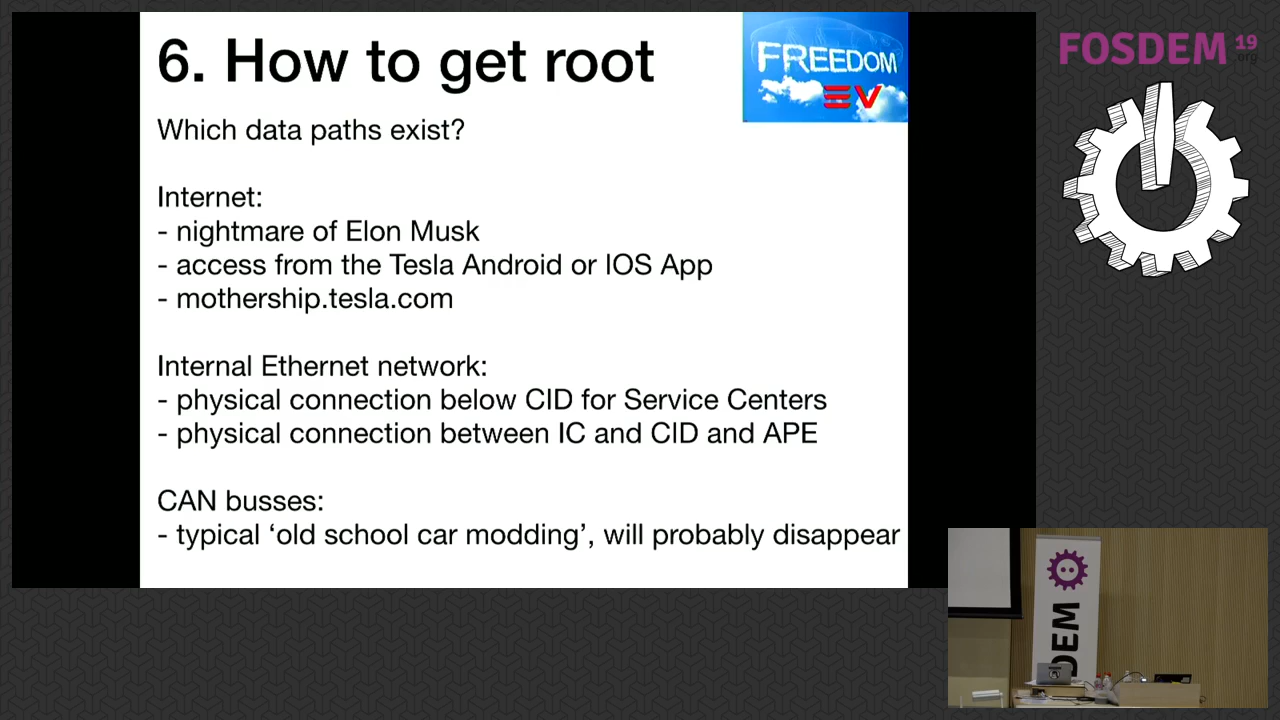 6. How to get root
FREEDOM
EV
Which data paths exist?
Internet:
- nightmare of Elon Musk
- access from the Tesla Android or IOS App
- mothership.tesla.com
Internal Ethernet network:
- physical connection below CID for Service Centers
- physical connection between IC and CID and APE
CAN busses:
- typical ‘old school car modding’, will probably disappear
FOSDEM 19
.org
DEM